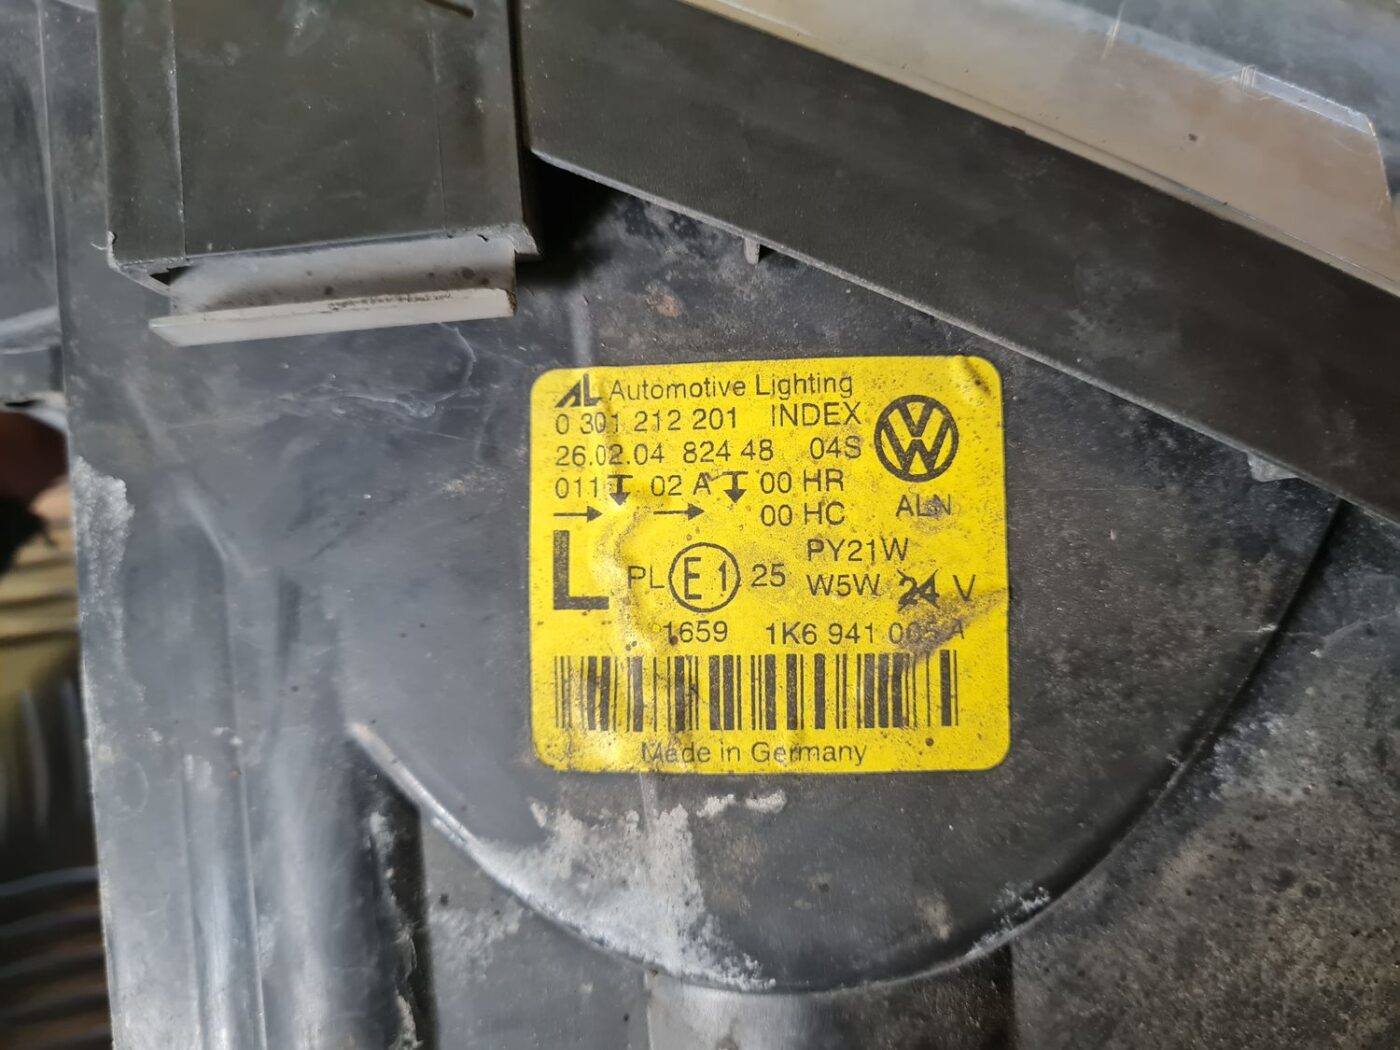 AL Automotive Lighting
0 301 212 201 INDEX
26.02.04 824 48 04S
011 02 A 00 HR
00 HC ALN
L PL E1 25 PY21W
W5W 24 V
1659 1K6 941 005 A
Made in Germany